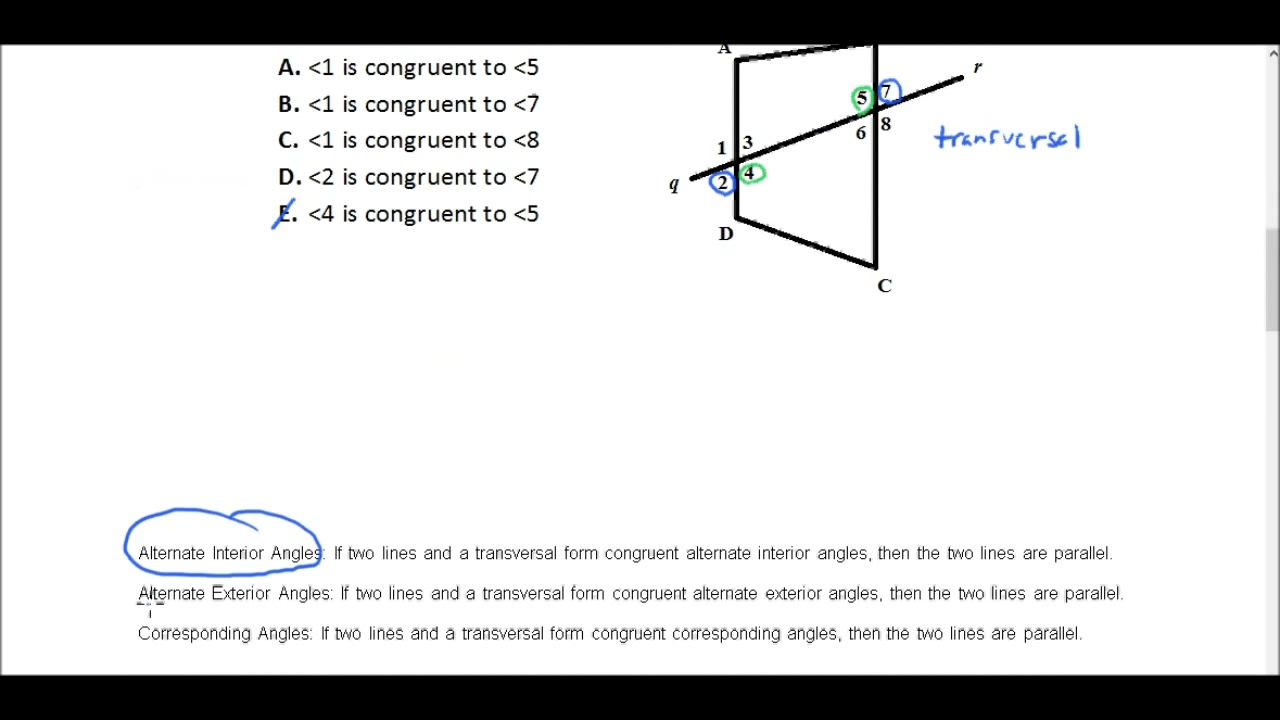 A. <1 is congruent to <5
B. <1 is congruent to <7
C. <1 is congruent to <8
D. <2 is congruent to <7
E. <4 is congruent to <5
A
r
5 7
6 8
transversal
1 3
q 2 4
D
C
Alternate Interior Angles: If two lines and a transversal form congruent alternate interior angles, then the two lines are parallel.
Alternate Exterior Angles: If two lines and a transversal form congruent alternate exterior angles, then the two lines are parallel.
Corresponding Angles: If two lines and a transversal form congruent corresponding angles, then the two lines are parallel.